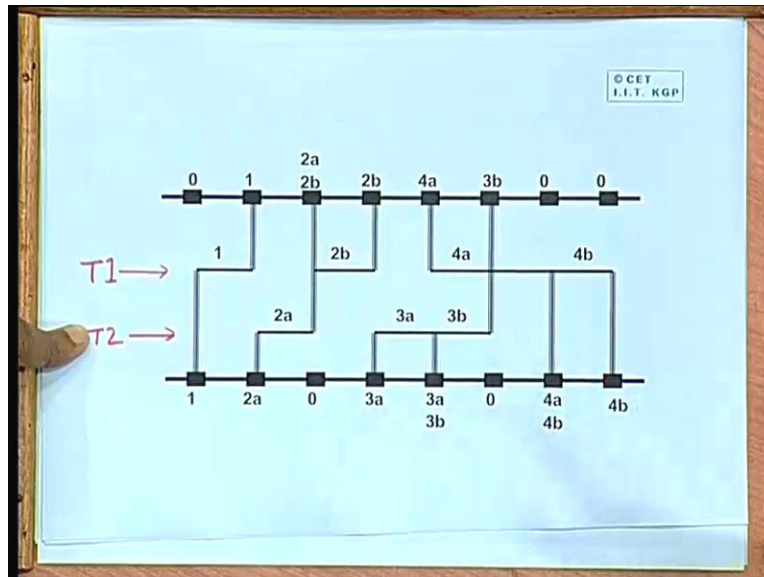 © CET
I.I.T. KGP
2a
0 1 2b 2b 4a 3b 0 0
1 2b 4a 4b
T1
2a 3a 3b
T2
1 2a 0 3a 3a 0 4a 4b
3b 4b